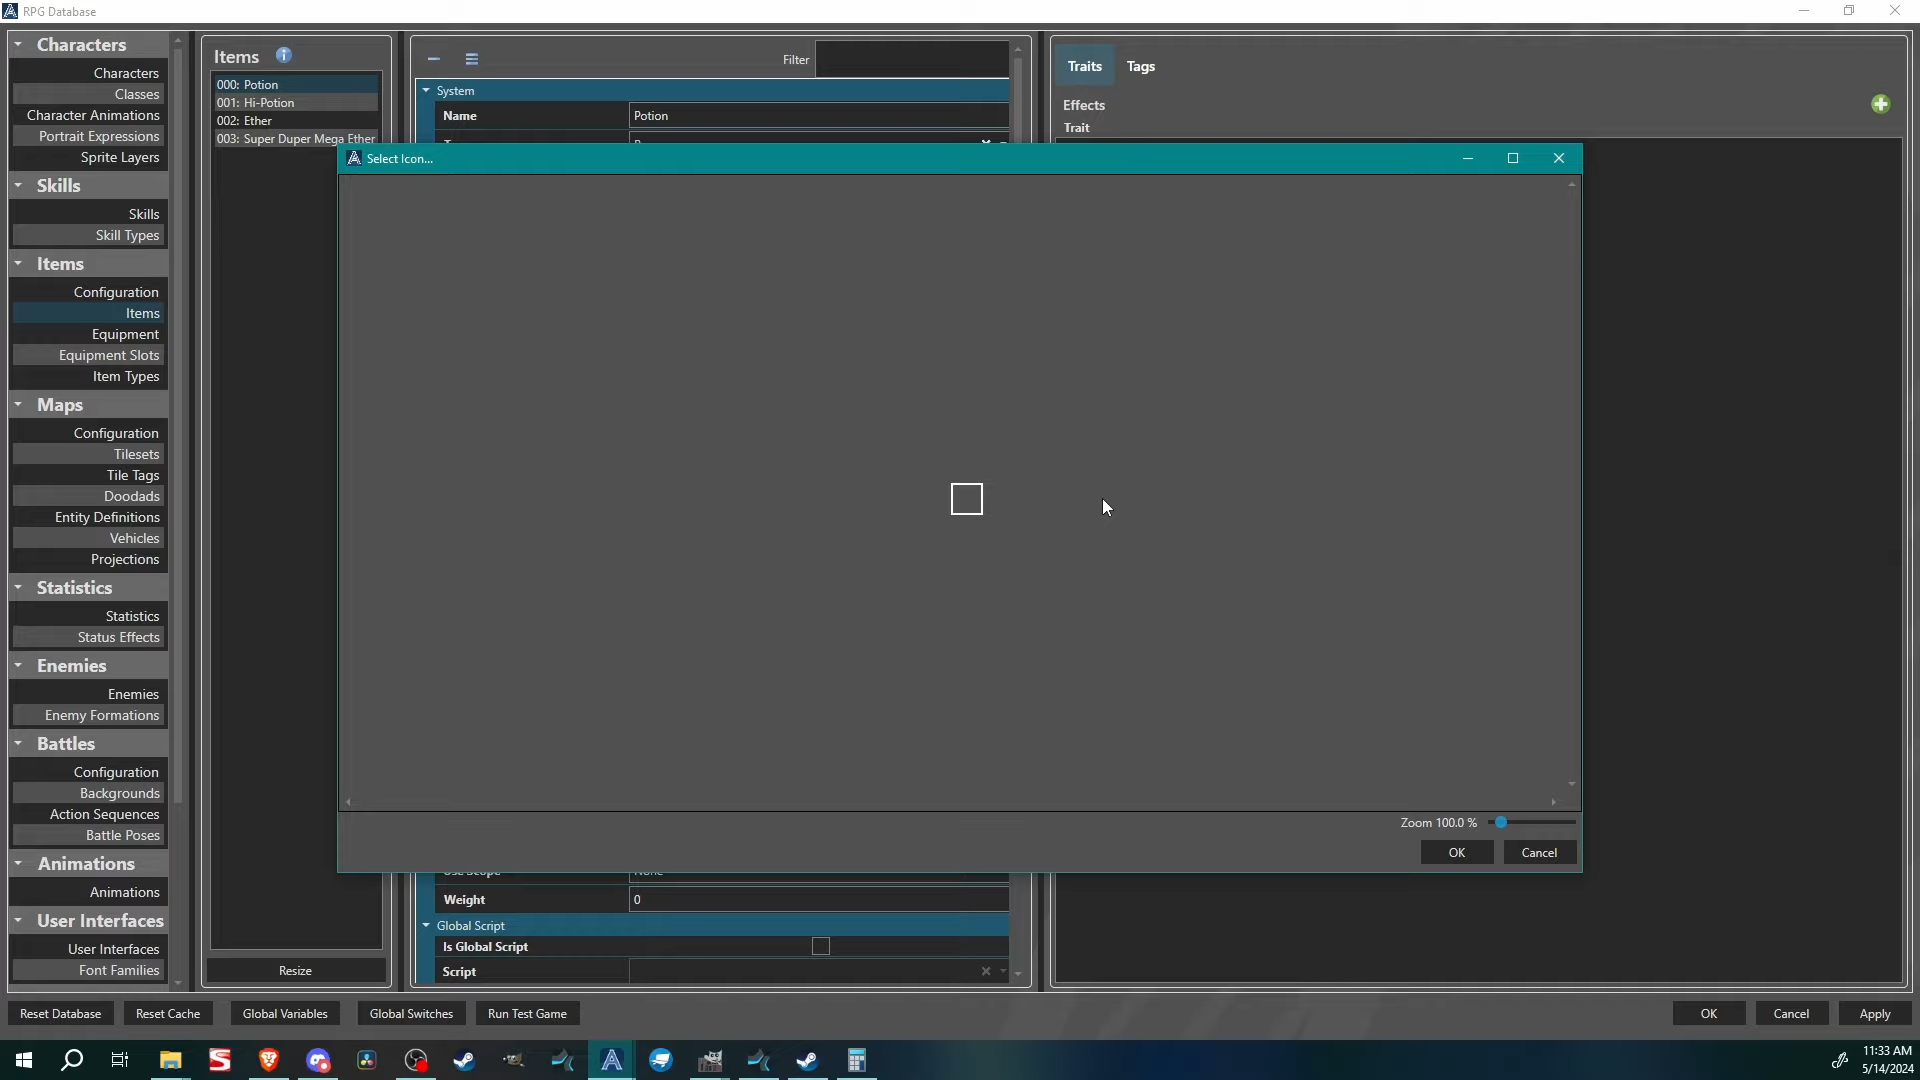 RPG Database
Characters
Characters
Classes
Character Animations
Portrait Expressions
Sprite Layers
Skills
Skills
Skill Types
Items
Configuration
Items
Equipment
Equipment Slots
Item Types
Maps
Configuration
Tilesets
Tile Tags
Doodads
Entity Definitions
Vehicles
Projections
Statistics
Statistics
Status Effects
Enemies
Enemies
Enemy Formations
Battles
Configuration
Backgrounds
Action Sequences
Battle Poses
Animations
Animations
User Interfaces
User Interfaces
Font Families
Items
000: Potion
001: Hi-Potion
002: Ether
003: Super Duper Mega Ether
Resize
Filter
System
Name Potion
Select Icon...
Zoom 100.0 %
OK Cancel
Use Scope None
Weight 0
Global Script
Is Global Script
Script
Traits Tags
Effects
Trait
Reset Database Reset Cache Global Variables Global Switches Run Test Game
OK Cancel Apply
11:33 AM
5/14/2024